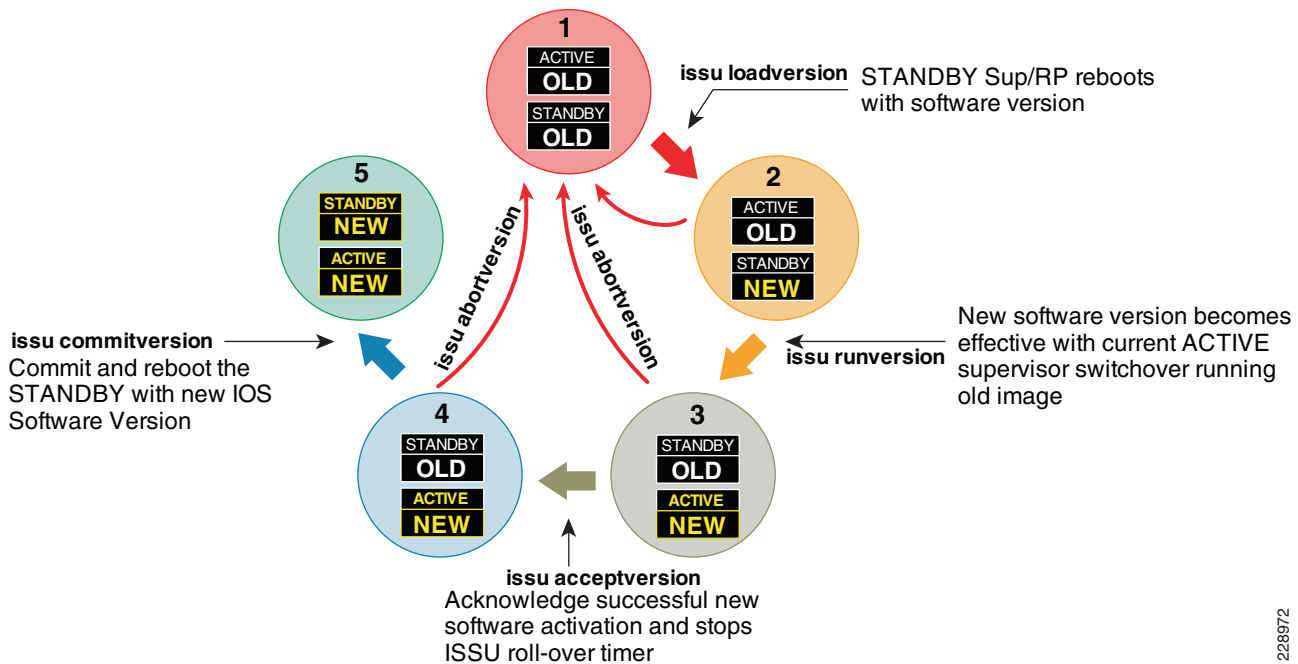 1
ACTIVE
OLD
STANDBY
OLD
issu loadversion
STANDBY Sup/RP reboots
with software version
2
ACTIVE
OLD
STANDBY
NEW
issu runversion
New software version becomes
effective with current ACTIVE
supervisor switchover running
old image
3
STANDBY
OLD
ACTIVE
NEW
issu abortversion
issu acceptversion
Acknowledge successful new
software activation and stops
ISSU roll-over timer
4
STANDBY
OLD
ACTIVE
NEW
issu abortversion
issu commitversion
Commit and reboot the
STANDBY with new IOS
Software Version
5
STANDBY
NEW
ACTIVE
NEW
228972